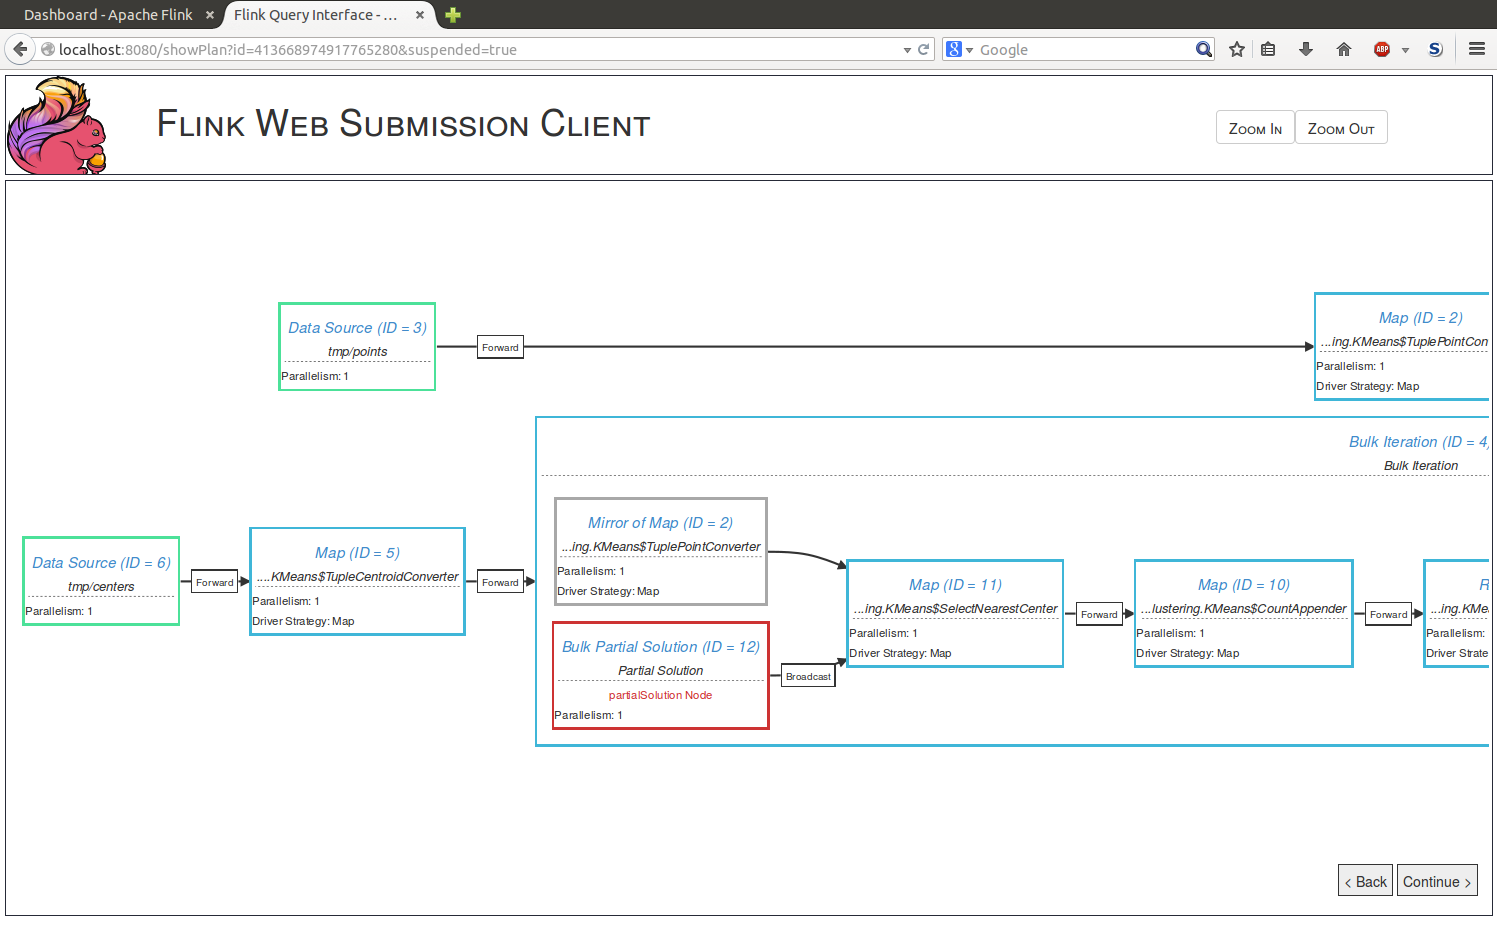 Dashboard - Apache Flink
Flink Query Interface - ...
localhost:8080/showPlan?id=413668974917765280&suspended=true
8
Google
ABP
S
Flink Web Submission Client
Zoom In
Zoom Out
Data Source (ID = 3)
tmp/points
Parallelism: 1
Forward
Map (ID = 2)
...ing.KMeans$TuplePointCon
Parallelism: 1
Driver Strategy: Map
Bulk Iteration (ID = 4)
Bulk Iteration
Data Source (ID = 6)
tmp/centers
Parallelism: 1
Forward
Map (ID = 5)
....KMeans$TupleCentroidConverter
Parallelism: 1
Driver Strategy: Map
Forward
Mirror of Map (ID = 2)
...ing.KMeans$TuplePointConverter
Parallelism: 1
Driver Strategy: Map
Bulk Partial Solution (ID = 12)
Partial Solution
partialSolution Node
Parallelism: 1
Broadcast
Map (ID = 11)
...ing.KMeans$SelectNearestCenter
Parallelism: 1
Driver Strategy: Map
Forward
Map (ID = 10)
...lustering.KMeans$CountAppender
Parallelism: 1
Driver Strategy: Map
Forward
R
...ing.KMe
Parallelism:
Driver Strate
< Back
Continue >